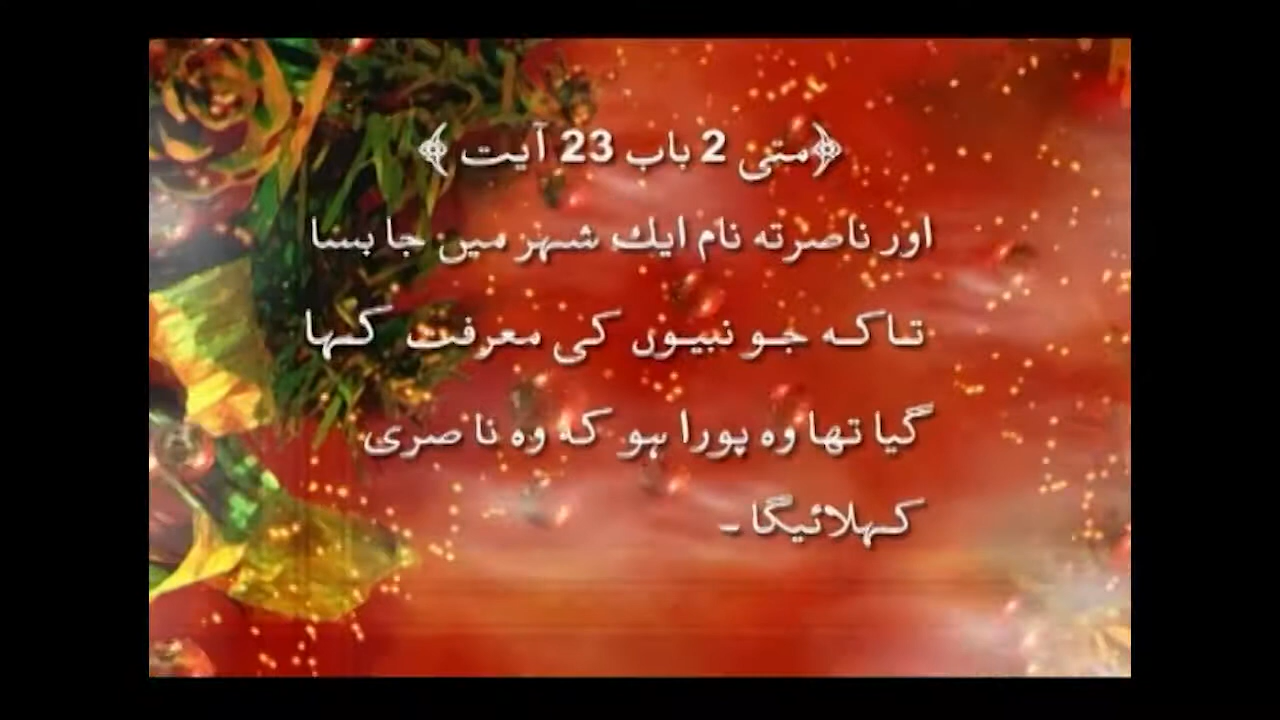 ﴿متی 2 باب 23 آیت ﴾
اور ناصرتہ نام ایک شہر میں جا بسا
تاکہ جو نبیوں کی معرفت کہا
گیا تھا وہ پورا ہو کہ وہ ناصری
کہلائیگا ۔